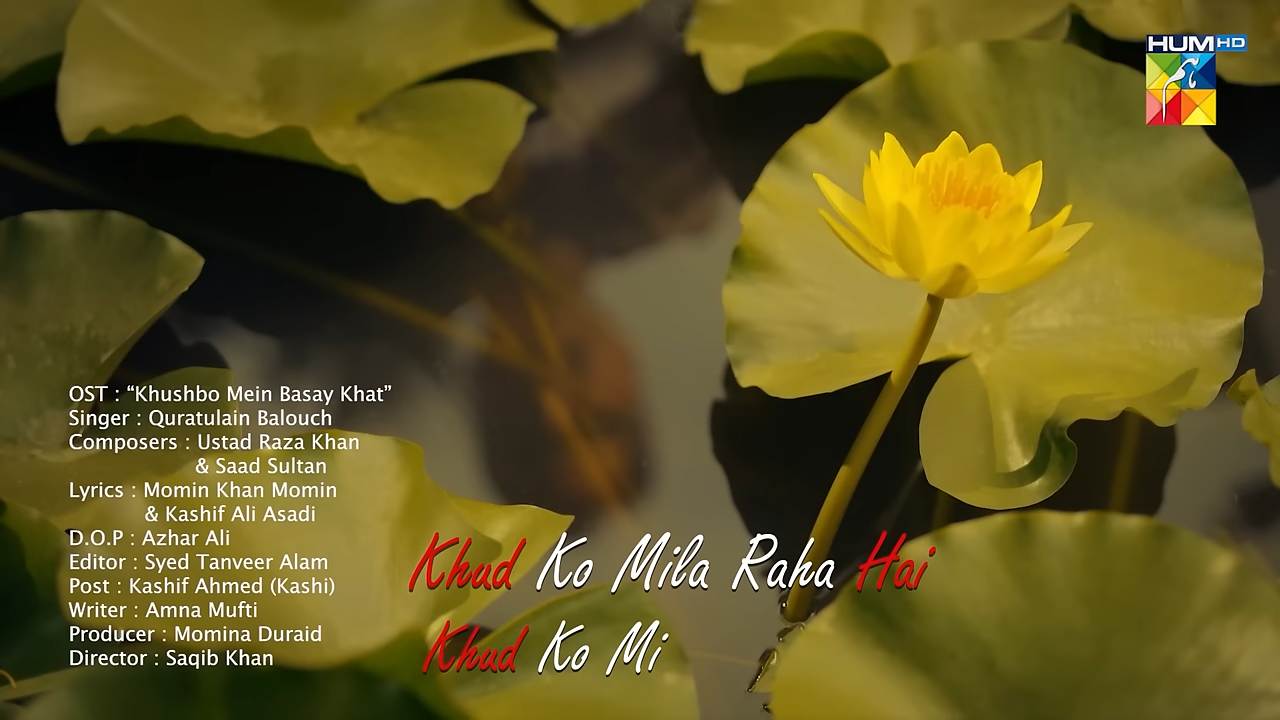 HUM HD
ہم
OST : “Khushbo Mein Basay Khat”
Singer : Quratulain Balouch
Composers : Ustad Raza Khan
& Saad Sultan
Lyrics : Momin Khan Momin
& Kashif Ali Asadi
D.O.P : Azhar Ali
Editor : Syed Tanveer Alam
Post : Kashif Ahmed (Kashi)
Writer : Amna Mufti
Producer : Momina Duraid
Director : Saqib Khan
Khud Ko Mila Raha Hai
Khud Ko Mi